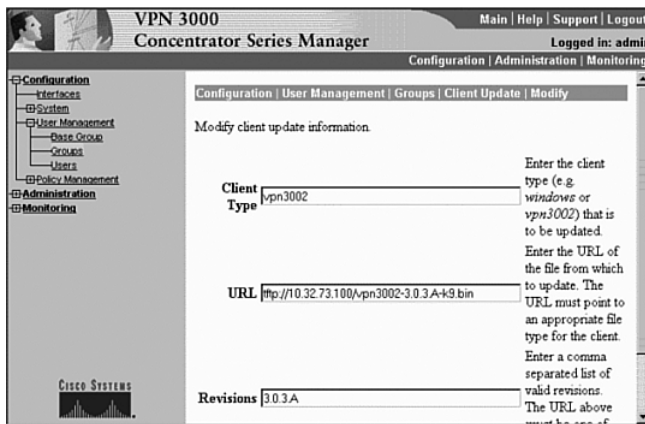 VPN 3000
Concentrator Series Manager
Main | Help | Support | Logout
Logged in: admi
Configuration | Administration | Monitoring
Configuration
Interfaces
System
User Management
Base Group
Groups
Users
Policy Management
Administration
Monitoring
Configuration | User Management | Groups | Client Update | Modify
Modify client update information.
Client
Type
vpn3002
Enter the client
type (e.g.
windows or
vpn3002) that is
to be updated.
URL
tftp://10.32.73.100/vpn3002-3.0.3.A-k9.bin
Enter the URL of
the file from which
to update. The
URL must point to
an appropriate file
type for the client.
Revisions
3.0.3.A
Enter a comma
separated list of
valid revisions.
The URL above
must be one of
CISCO SYSTEMS